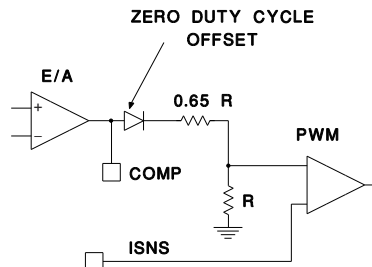 ZERO DUTY CYCLE
OFFSET
E/A
0.65 R
+
−
PWM
COMP
R
ISNS